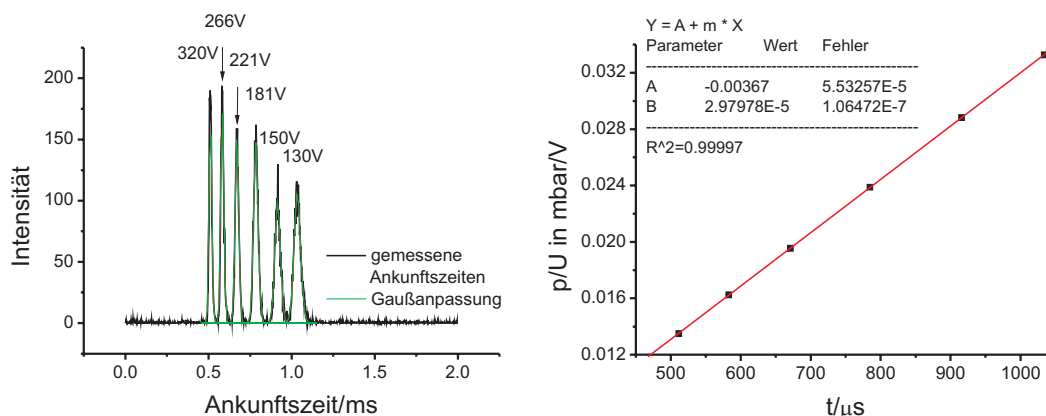 266V
320V
221V
181V
150V
130V
200
150
100
50
0
Intensität
gemessene
Ankunftszeiten
Gaußanpassung
0.0 0.5 1.0 1.5 2.0
Ankunftszeit/ms
Y = A + m * X
Parameter Wert Fehler
A -0.00367 5.53257E-5
B 2.97978E-5 1.06472E-7
R^2=0.99997
0.032
0.028
0.024
0.020
0.016
0.012
p/U in mbar/V
500 600 700 800 900 1000
t/μs